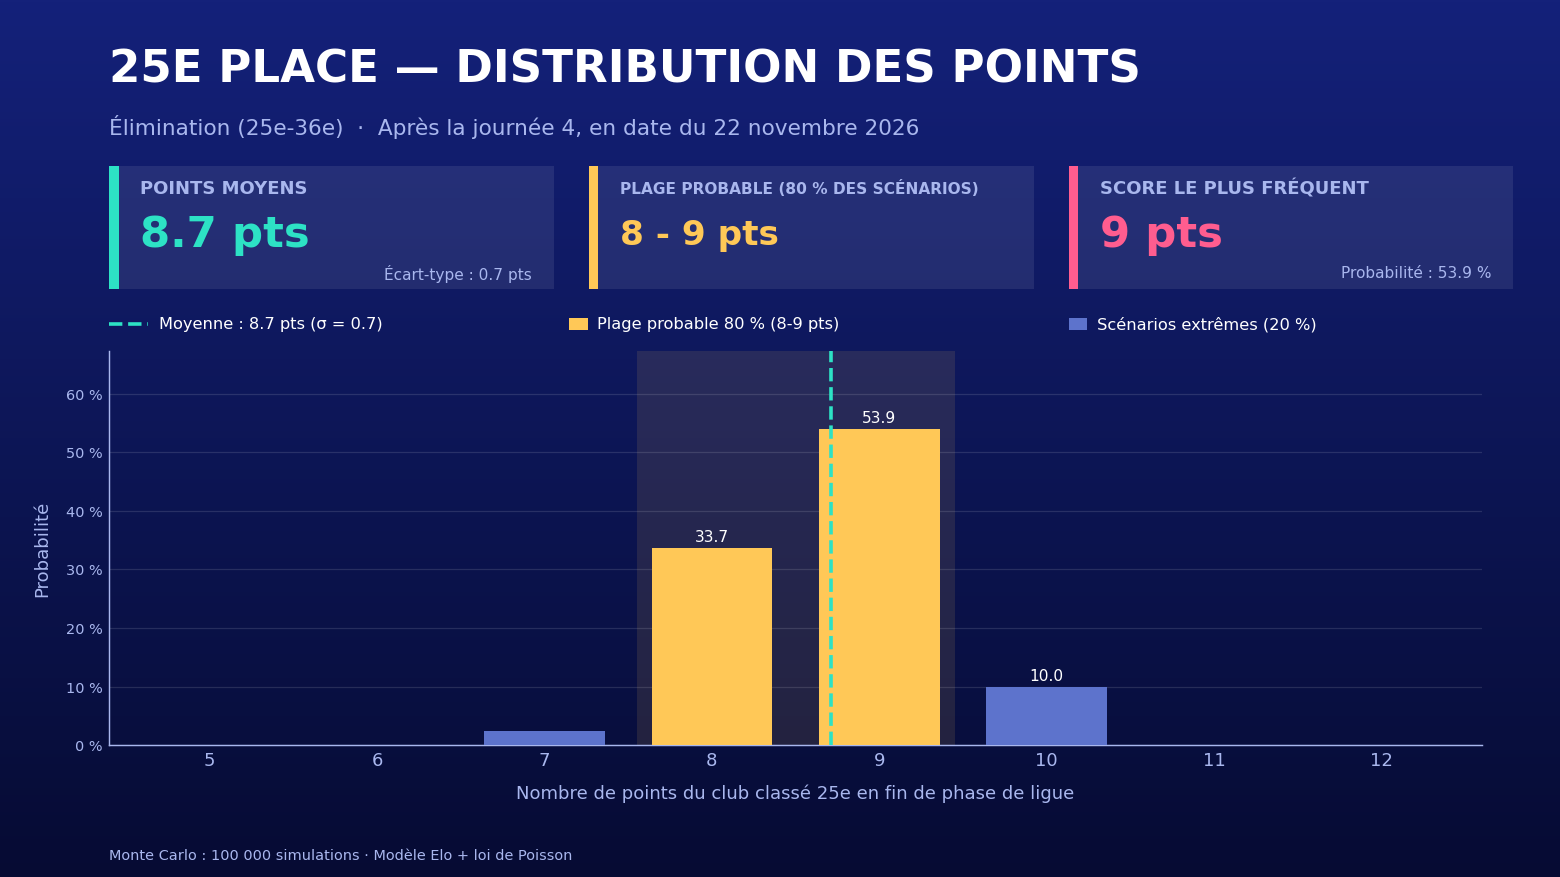 25E PLACE — DISTRIBUTION DES POINTS
Élimination (25e-36e)  ·  Après la journée 4, en date du 22 novembre 2026
POINTS MOYENS
8.7 pts
Écart-type : 0.7 pts
PLAGE PROBABLE (80 % DES SCÉNARIOS)
8 - 9 pts
SCORE LE PLUS FRÉQUENT
9 pts
Probabilité : 53.9 %
Moyenne : 8.7 pts (σ = 0.7)
Plage probable 80 % (8-9 pts)
Scénarios extrêmes (20 %)
Probabilité
60 %
50 %
40 %
30 %
20 %
10 %
0 %
33.7
53.9
10.0
5 6 7 8 9 10 11 12
Nombre de points du club classé 25e en fin de phase de ligue
Monte Carlo : 100 000 simulations · Modèle Elo + loi de Poisson